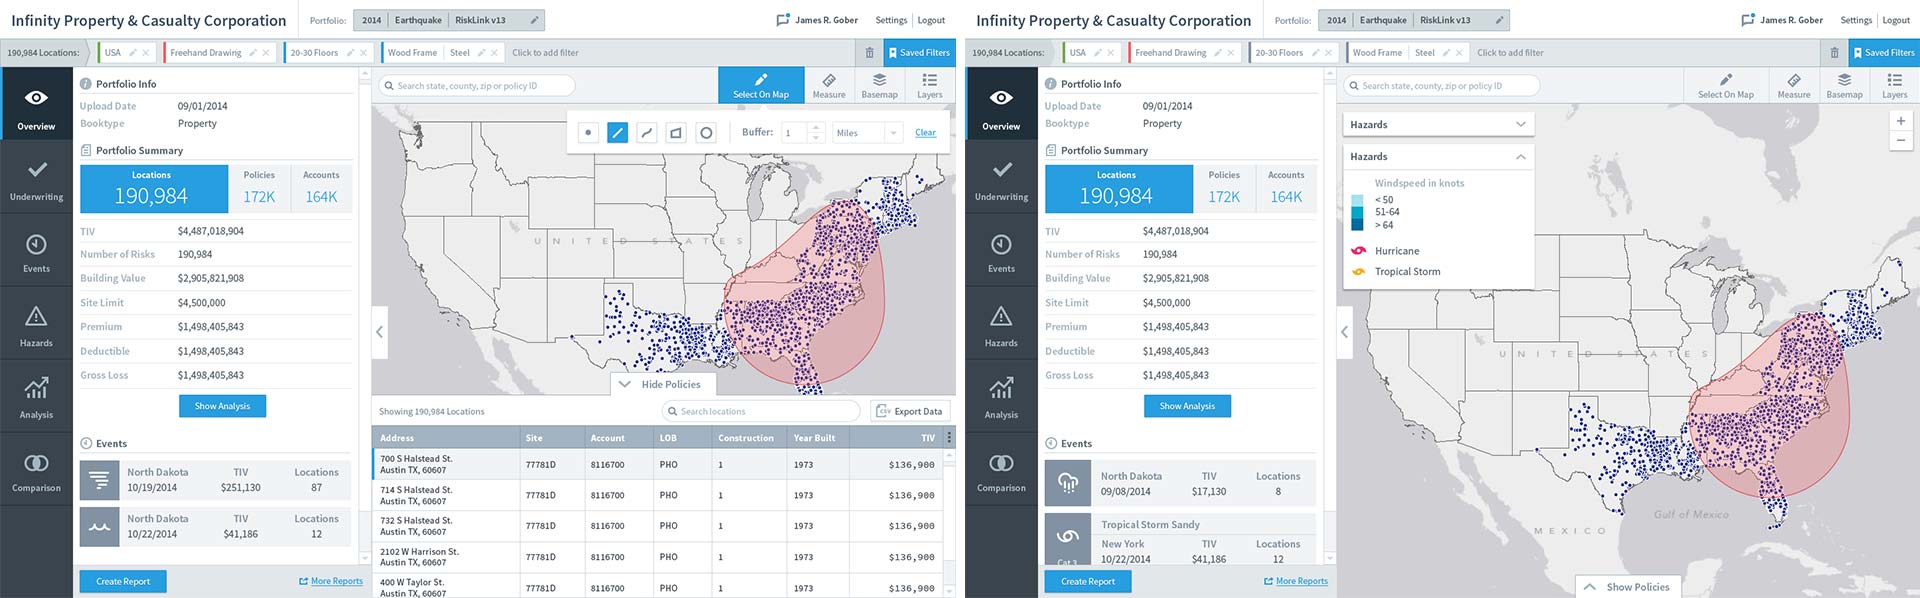 Infinity Property & Casualty Corporation
Portfolio: 2014 Earthquake RiskLink v13
James R. Gober Settings Logout
190,984 Locations: USA Freehand Drawing 20-30 Floors Wood Frame Steel Click to add filter Saved Filters
Overview
Underwriting
Events
Hazards
Analysis
Comparison
Portfolio Info
Upload Date 09/01/2014
Booktype Property
Portfolio Summary
Locations Policies Accounts
190,984 172K 164K
TIV $4,487,018,904
Number of Risks 190,984
Building Value $2,905,821,908
Site Limit $4,500,000
Premium $1,498,405,843
Deductible $1,498,405,843
Gross Loss $1,498,405,843
Show Analysis
Events
North Dakota TIV Locations
10/19/2014 $251,130 87
North Dakota TIV Locations
10/22/2014 $41,186 12
Create Report More Reports
Search state, county, zip or policy ID
Select On Map Measure Basemap Layers
Buffer: 1 Miles Clear
UNITED STATES
Hide Policies
Showing 190,984 Locations Search locations CSV Export Data
Address Site Account LOB Construction Year Built TIV
700 S Halstead St.
Austin TX, 60607 77781D 8116700 PHO 1 1973 $136,900
714 S Halstead St.
Austin TX, 60607 77781D 8116700 PHO 1 1973 $136,900
732 S Halstead St.
Austin TX, 60607 77781D 8116700 PHO 1 1973 $136,900
2102 W Harrison St.
Austin TX, 60607 77781D 8116700 PHO 1 1973 $136,900
400 W Taylor St.
Austin TX, 60607 77781D 8116700 PHO 1 1973 $136,900
Infinity Property & Casualty Corporation
Portfolio: 2014 Earthquake RiskLink v13
James R. Gober Settings Logout
190,984 Locations: USA Freehand Drawing 20-30 Floors Wood Frame Steel Click to add filter Saved Filters
Overview
Underwriting
Events
Hazards
Analysis
Comparison
Portfolio Info
Upload Date 09/01/2014
Booktype Property
Portfolio Summary
Locations Policies Accounts
190,984 172K 164K
TIV $4,487,018,904
Number of Risks 190,984
Building Value $2,905,821,908
Site Limit $4,500,000
Premium $1,498,405,843
Deductible $1,498,405,843
Gross Loss $1,498,405,843
Show Analysis
Events
North Dakota TIV Locations
09/08/2014 $17,130 8
Tropical Storm Sandy
New York TIV Locations
10/22/2014 $41,186 12
Cat 3
Create Report More Reports
Search state, county, zip or policy ID
Select On Map Measure Basemap Layers
Hazards
Hazards
Windspeed in knots
< 50
51-64
> 64
Hurricane
Tropical Storm
UNITED STATES
MEXICO
Gulf of Mexico
Show Policies